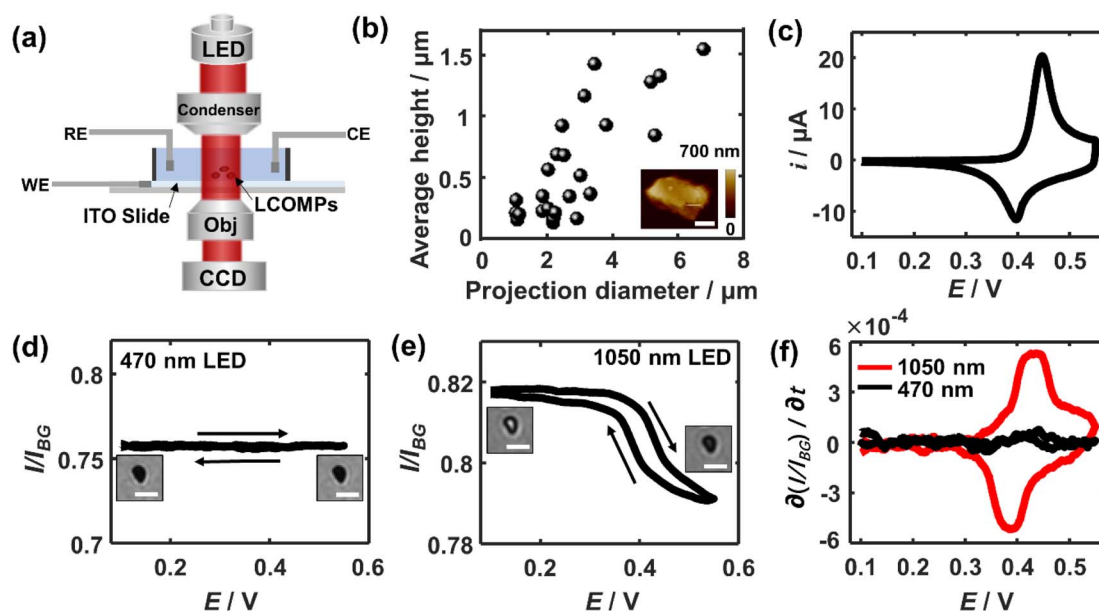 (a)
LED
Condenser
RE
CE
WE
ITO Slide
LCOMPs
Obj
CCD
(b)
Average height / μm
1.5
1
0.5
0
700 nm
0
0 2 4 6 8
Projection diameter / μm
(c)
i / μA
20
10
0
-10
0.1 0.2 0.3 0.4 0.5
E / V
(d)
470 nm LED
I/I_BG
0.8
0.75
0.7
0.2 0.4 0.6
E / V
(e)
1050 nm LED
I/I_BG
0.82
0.8
0.78
0.2 0.4 0.6
E / V
(f)
×10⁻⁴
1050 nm
470 nm
∂(I/I_BG) / ∂t
6
3
0
-3
-6
0.1 0.2 0.3 0.4 0.5
E / V